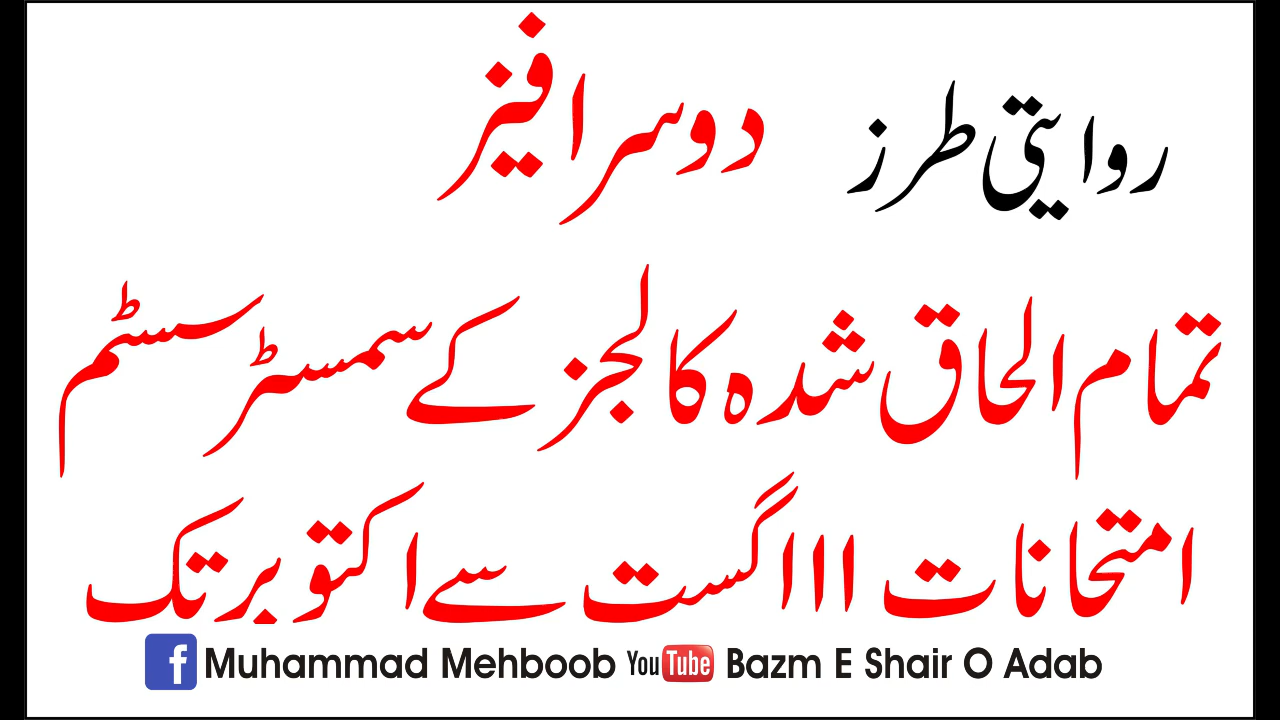 روایتی طرز دوسرا فیز
تمام الحاق شدہ کالجز کے سمسٹر سسٹم
امتحانات ۱۱ اگست سے اکتوبر تک
f Muhammad Mehboob YouTube Bazm E Shair O Adab